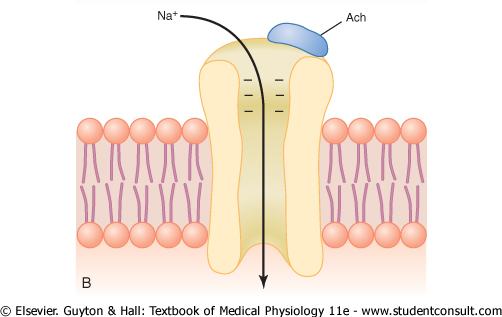 Na⁺
Ach
– –
– –
– –
B
© Elsevier. Guyton & Hall: Textbook of Medical Physiology 11e - www.studentconsult.com